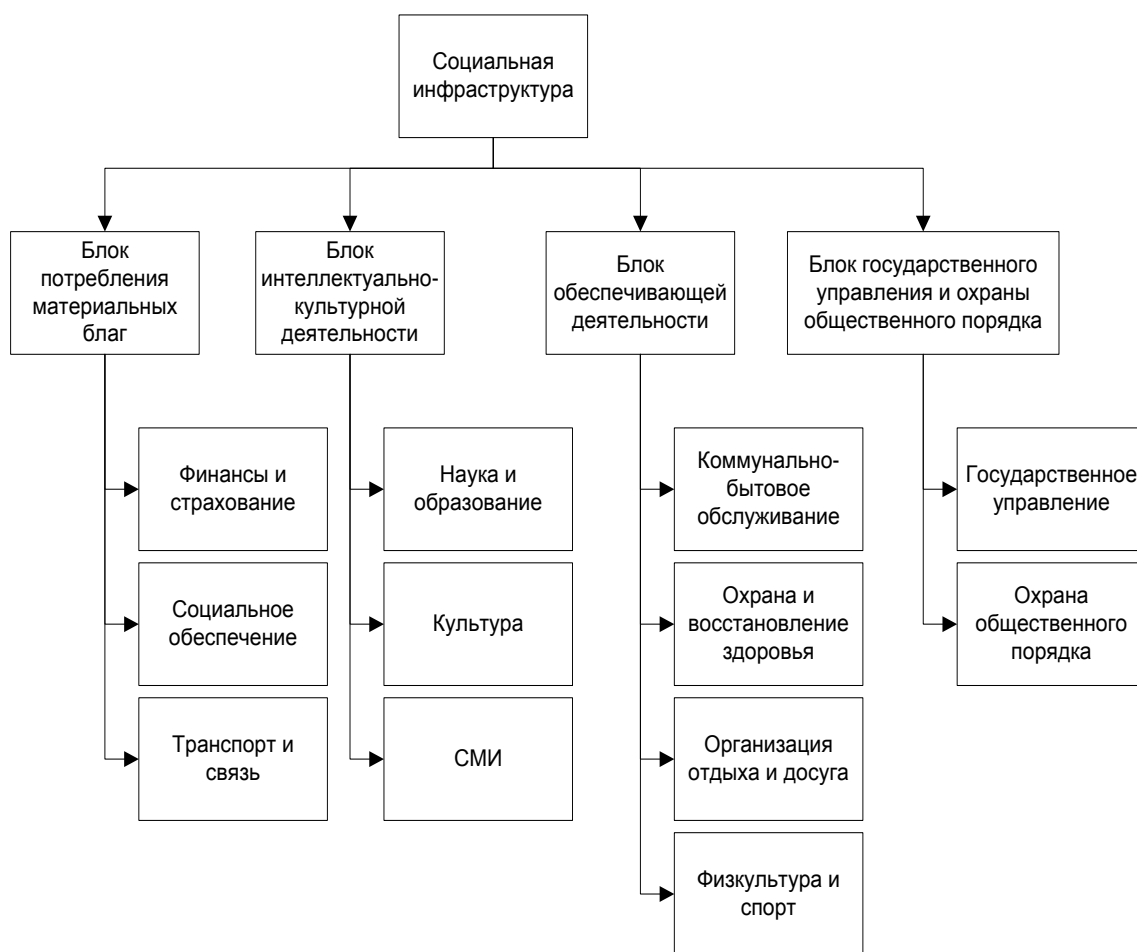 Социальная
инфраструктура
Блок
потребления
материальных
благ
Блок
интеллектуально-
культурной
деятельности
Блок
обеспечивающей
деятельности
Блок государственного
управления и охраны
общественного порядка
Финансы и
страхование
Социальное
обеспечение
Транспорт и
связь
Наука и
образование
Культура
СМИ
Коммунально-
бытовое
обслуживание
Охрана и
восстановление
здоровья
Организация
отдыха и досуга
Физкультура и
спорт
Государственное
управление
Охрана
общественного
порядка